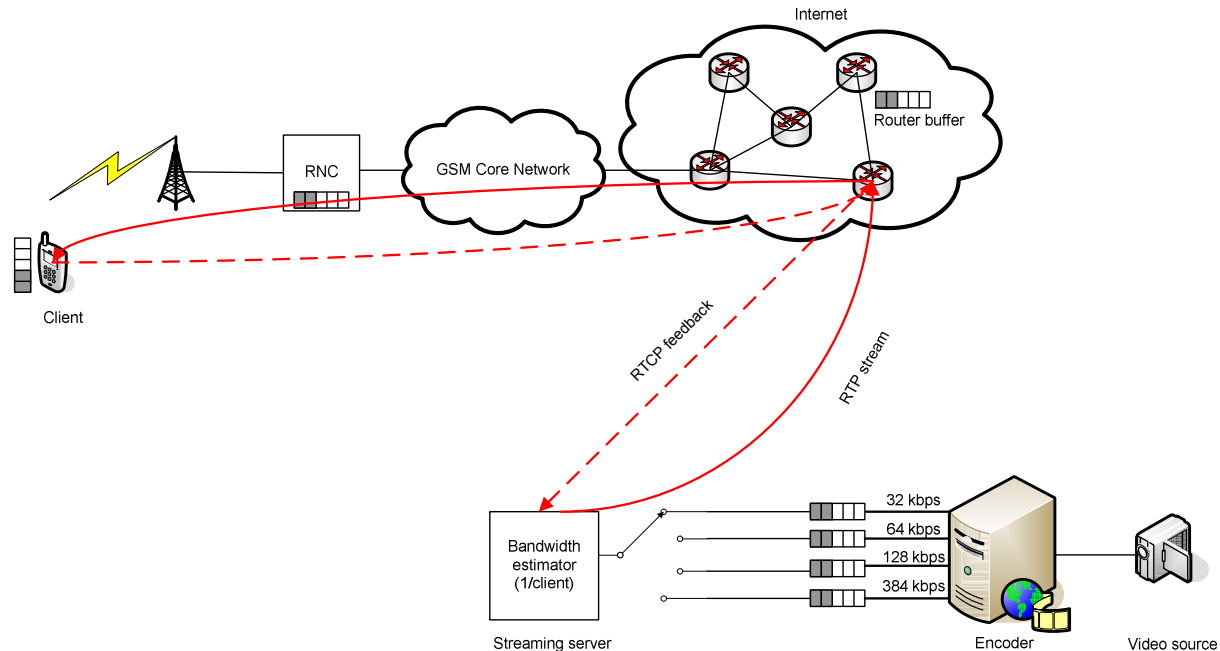 Internet
Router buffer
RNC
GSM Core Network
Client
RTCP feedback
RTP stream
32 kbps
64 kbps
128 kbps
384 kbps
Bandwidth
estimator
(1/client)
Streaming server
Encoder
Video source